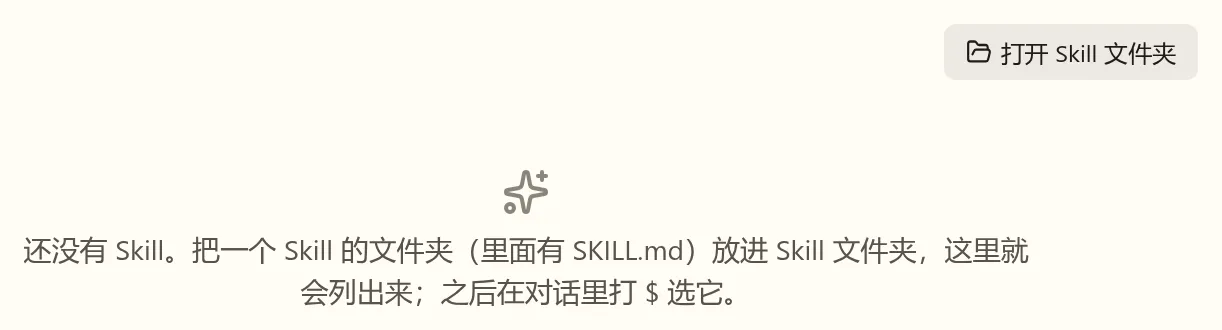 打开 Skill 文件夹
还没有 Skill。把一个 Skill 的文件夹（里面有 SKILL.md）放进 Skill 文件夹，这里就
会列出来；之后在对话里打 $ 选它。